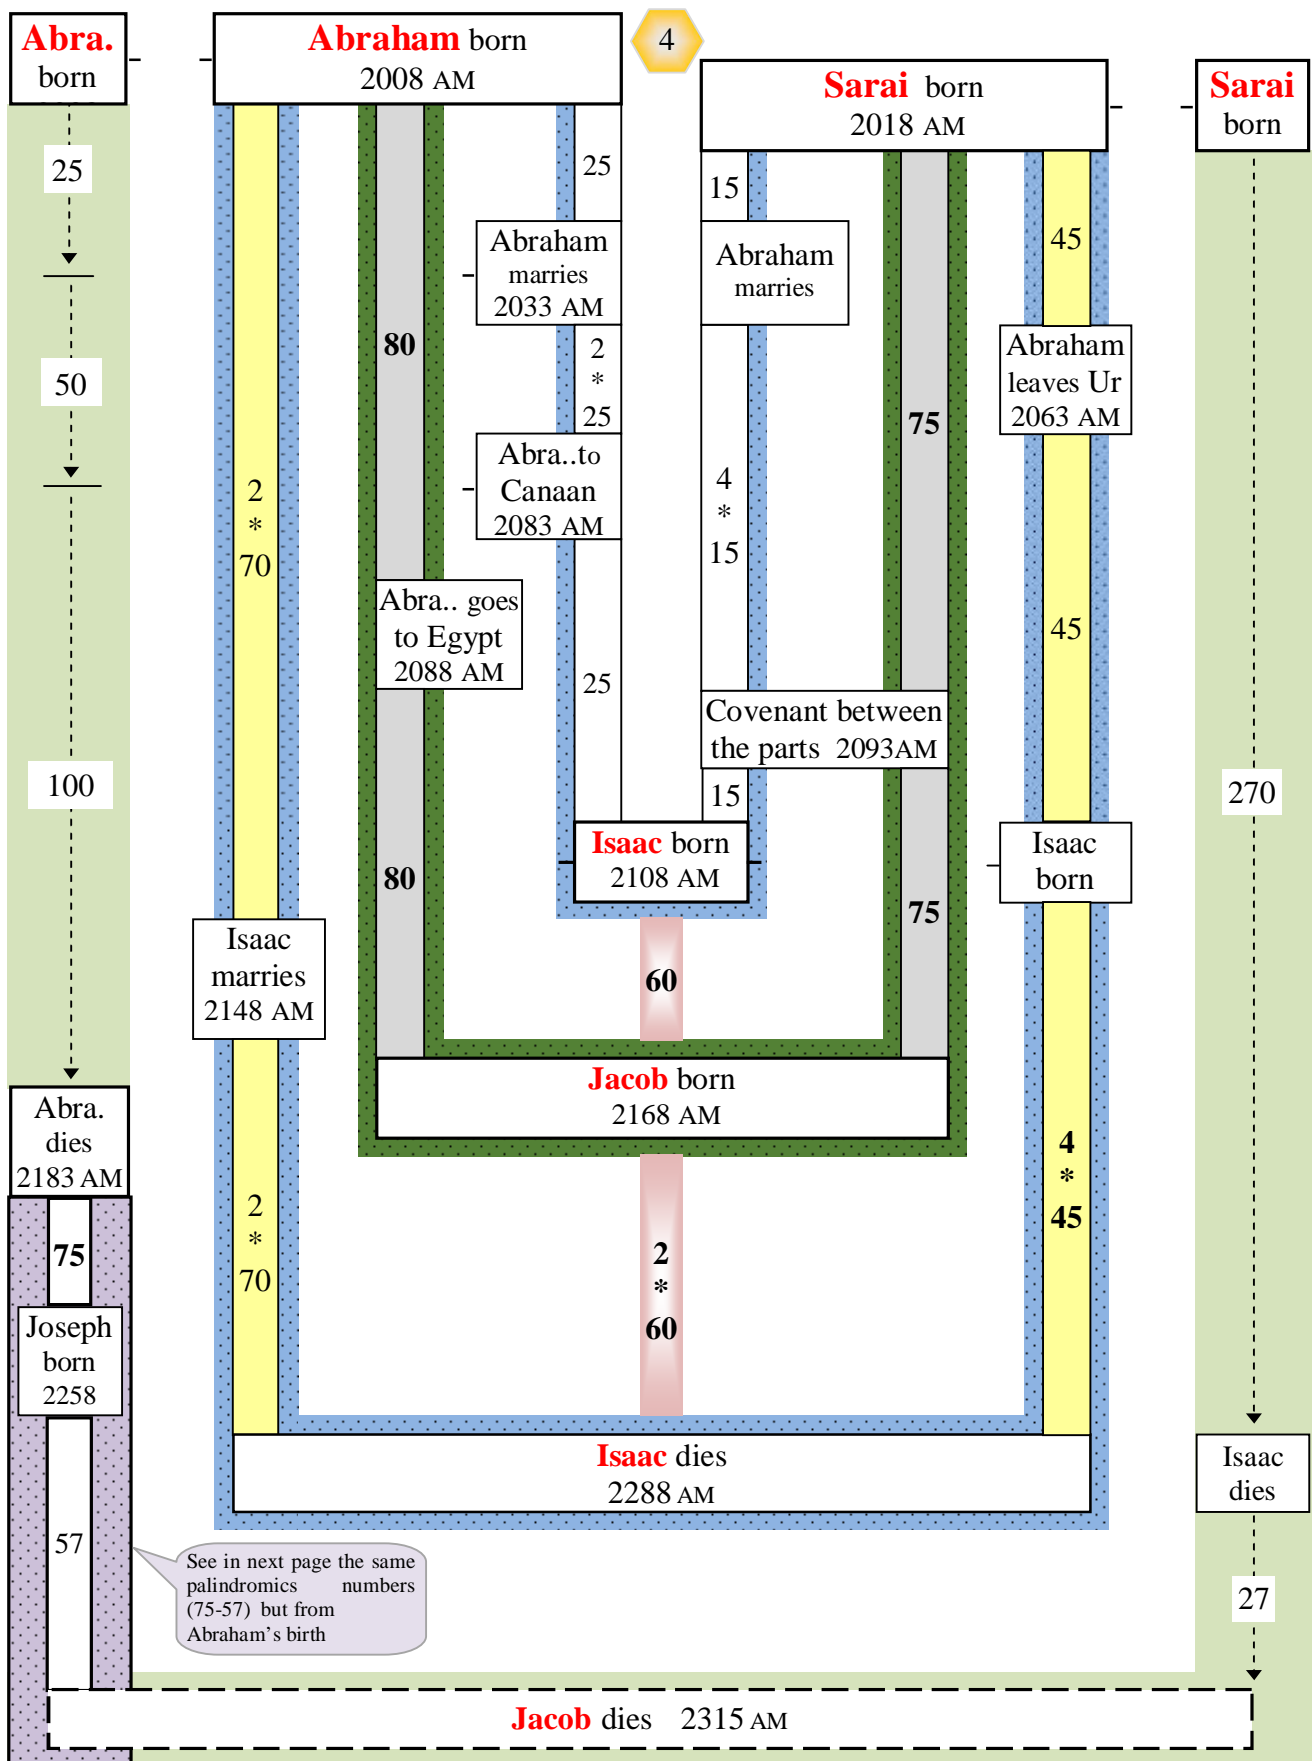 Abra.
born
Abraham born
2008 AM
4
Sarai born
2018 AM
Sarai
born
25
50
100
Abra.
dies
2183 AM
75
Joseph
born
2258
57
2
*
70
Isaac
marries
2148 AM
2
*
70
80
Abra.. goes
to Egypt
2088 AM
80
25
Abraham
marries
2033 AM
2
*
25
Abra..to
Canaan
2083 AM
25
15
Abraham
marries
4
*
15
Covenant between
the parts 2093AM
15
Isaac born
2108 AM
60
75
75
Jacob born
2168 AM
2
*
60
45
Abraham
leaves Ur
2063 AM
45
Isaac
born
4
*
45
Isaac dies
2288 AM
270
Isaac
dies
27
See in next page the same
palindromics numbers
(75-57) but from
Abraham's birth
Jacob dies 2315 AM